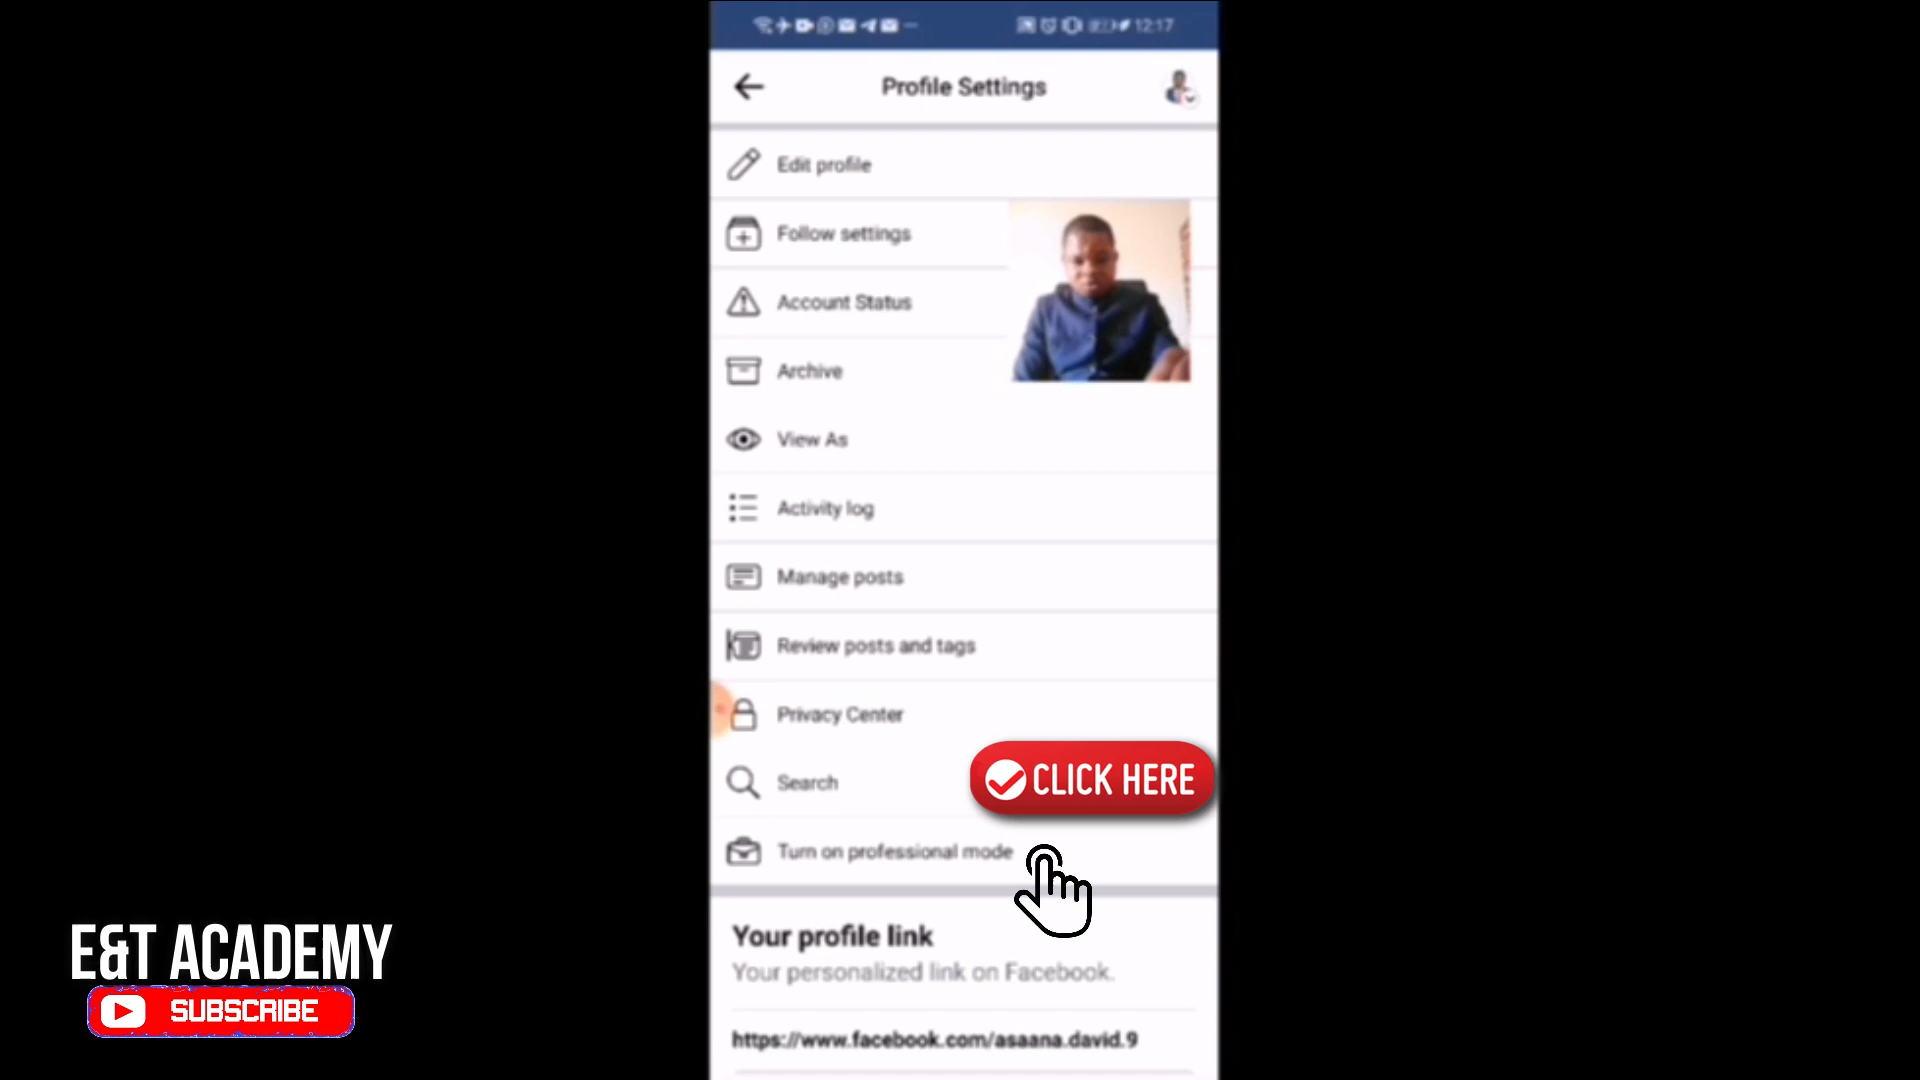 12:17
Profile Settings
Edit profile
Follow settings
Account Status
Archive
View As
Activity log
Manage posts
Review posts and tags
Privacy Center
Search
CLICK HERE
Turn on professional mode
Your profile link
Your personalized link on Facebook.
https://www.facebook.com/asaana.david.9
E&T ACADEMY
SUBSCRIBE